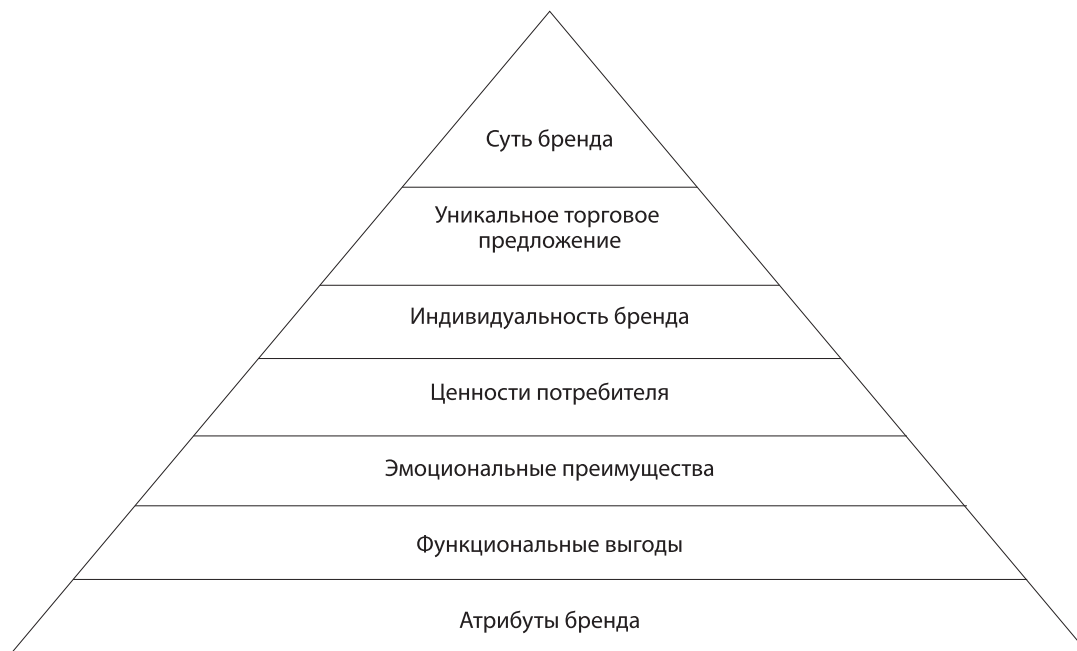 Суть бренда
Уникальное торговое
предложение
Индивидуальность бренда
Ценности потребителя
Эмоциональные преимущества
Функциональные выгоды
Атрибуты бренда